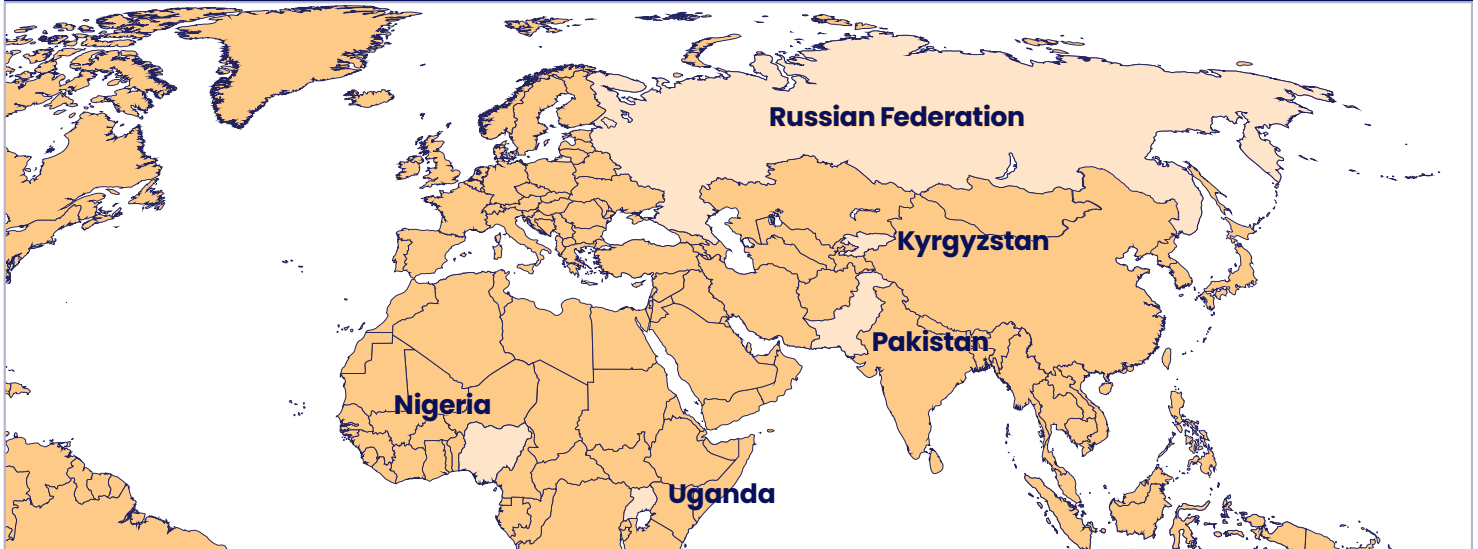 Russian Federation
Kyrgyzstan
Pakistan
Nigeria
Uganda